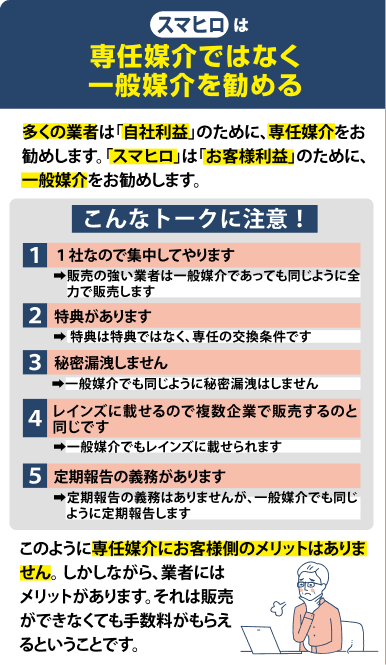 スマヒロは
専任媒介ではなく
一般媒介を勧める
多くの業者は「自社利益」のために、専任媒介をお
勧めします。「スマヒロ」は「お客様利益」のために、
一般媒介をお勧めします。
こんなトークに注意！
1 １社なので集中してやります
➡販売の強い業者は一般媒介であっても同じように全
力で販売します
2 特典があります
➡ 特典は特典ではなく、専任の交換条件です
3 秘密漏洩しません
➡一般媒介でも同じように秘密漏洩はしません
4 レインズに載せるので複数企業で販売するのと
同じです
➡一般媒介でもレインズに載せられます
5 定期報告の義務があります
➡定期報告の義務はありませんが、一般媒介でも同じ
ように定期報告します
このように専任媒介にお客様側のメリットはありま
せん。しかしながら、業者には
メリットがあります。それは販売
ができなくても手数料がもらえ
るということです。